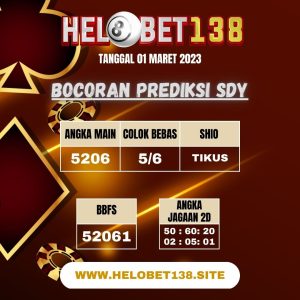 HELOBET138
TANGGAL 01 MARET 2023
BOCORAN PREDIKSI SDY
ANGKA MAIN COLOK BEBAS SHIO
5206 5/6 TIKUS
BBFS
52061
ANGKA
JAGAAN 2D
50 : 60: 20
02 : 05: 01
WWW.HELOBET138.SITE